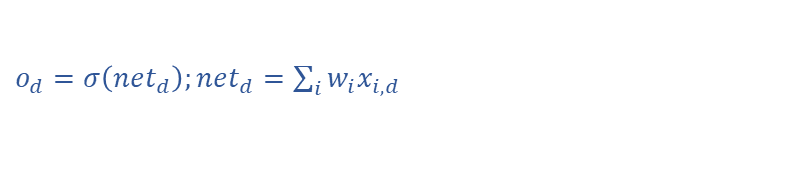 o_d = σ(net_d); net_d = ∑_i w_i x_{i,d}